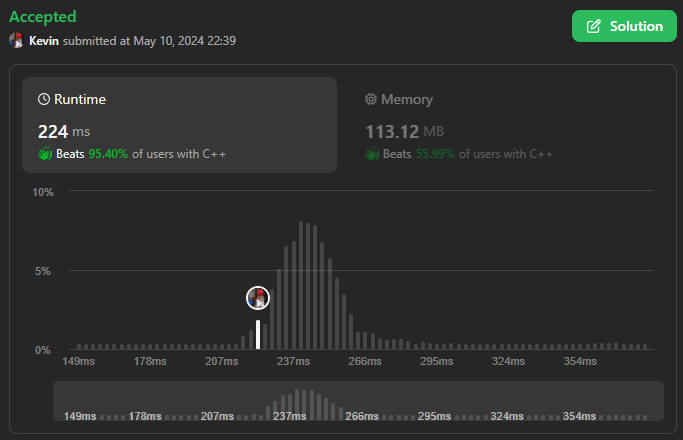 Accepted
Kevin submitted at May 10, 2024 22:39
Solution
Runtime
224 ms
Beats 95.40% of users with C++
Memory
113.12 MB
Beats 55.99% of users with C++
10%
5%
0%
149ms 178ms 207ms 237ms 266ms 295ms 324ms 354ms
149ms 178ms 207ms 237ms 266ms 295ms 324ms 354ms